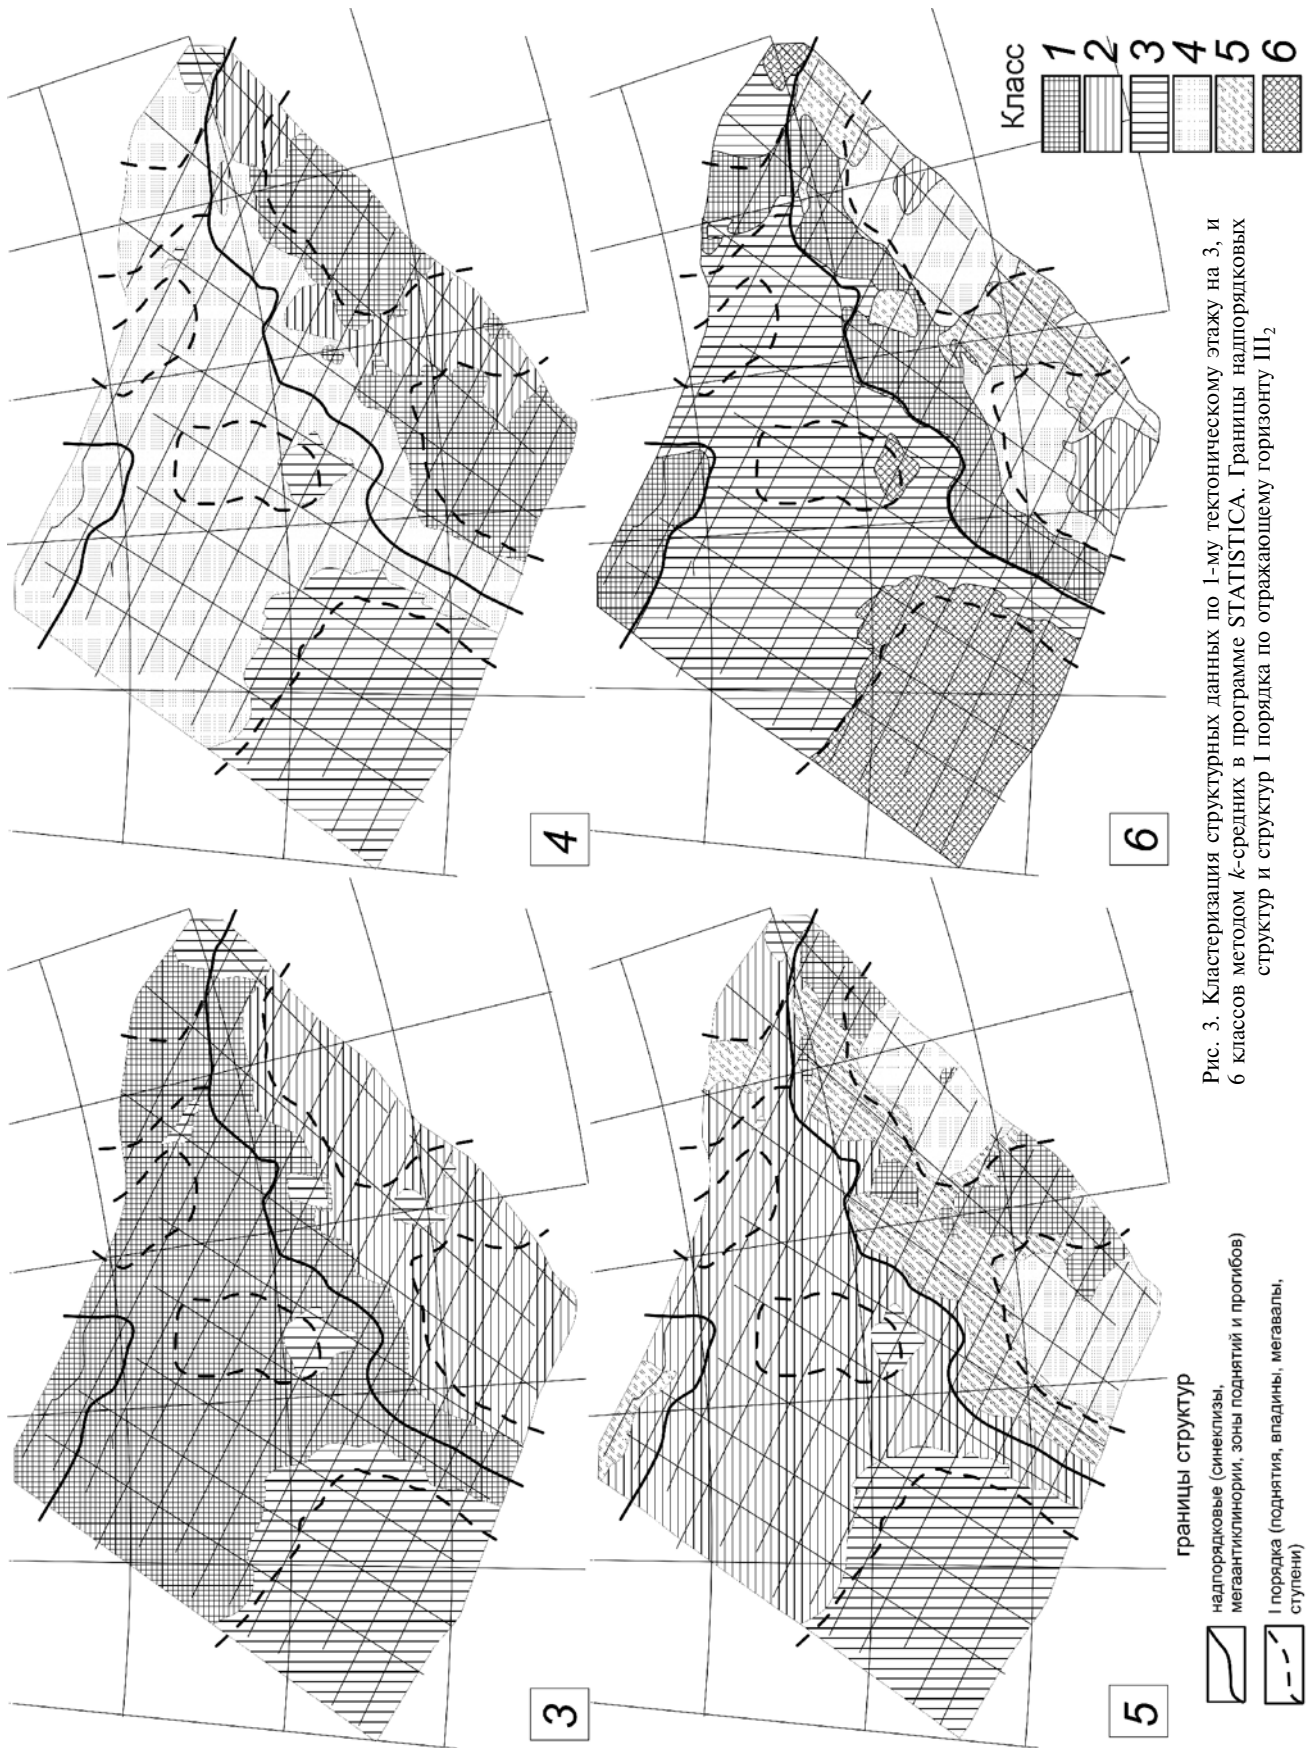 3
4
5
6
границы структур
надпорядковые (синеклизы,
мегаантиклинории, зоны поднятий и прогибов)
I порядка (поднятия, впадины, мегавалы,
ступени)
Класс
1
2
3
4
5
6
Рис. 3. Кластеризация структурных данных по 1-му тектоническому этажу на 3, и
6 классов методом k-средних в программе STATISTICA. Границы надпорядковых
структур и структур I порядка по отражающему горизонту III₂